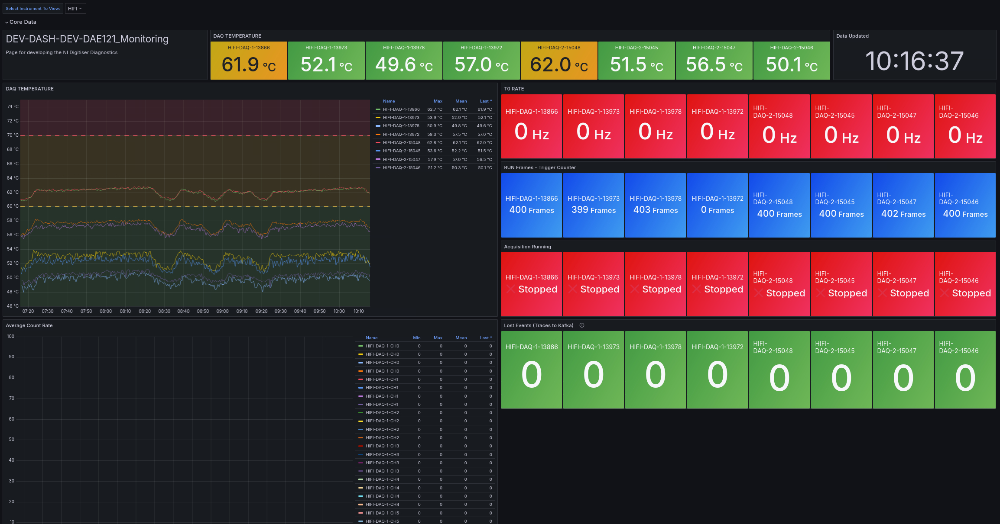 Select Instrument To View: HIFI
Core Data
DEV-DASH-DEV-DAE121_Monitoring
Page for developing the NI Digitiser Diagnostics
DAQ TEMPERATURE
HIFI-DAQ-1-13866
61.9 °C
HIFI-DAQ-1-13973
52.1 °C
HIFI-DAQ-1-13978
49.6 °C
HIFI-DAQ-1-13972
57.0 °C
HIFI-DAQ-2-15048
62.0 °C
HIFI-DAQ-2-15045
51.5 °C
HIFI-DAQ-2-15047
56.5 °C
HIFI-DAQ-2-15046
50.1 °C
Data Updated
10:16:37
DAQ TEMPERATURE
74 °C
72 °C
70 °C
68 °C
66 °C
64 °C
62 °C
60 °C
58 °C
56 °C
54 °C
52 °C
50 °C
48 °C
46 °C
07:20 07:30 07:40 07:50 08:00 08:10 08:20 08:30 08:40 08:50 09:00 09:10 09:20 09:30 09:40 09:50 10:00 10:10
Name Max Mean Last *
HIFI-DAQ-1-13866 62.7 °C 62.1 °C 61.9 °C
HIFI-DAQ-1-13973 53.9 °C 52.9 °C 52.1 °C
HIFI-DAQ-1-13978 50.9 °C 49.8 °C 49.6 °C
HIFI-DAQ-1-13972 58.3 °C 57.5 °C 57.0 °C
HIFI-DAQ-2-15048 62.8 °C 62.1 °C 62.0 °C
HIFI-DAQ-2-15045 53.6 °C 52.2 °C 51.5 °C
HIFI-DAQ-2-15047 57.9 °C 57.0 °C 56.5 °C
HIFI-DAQ-2-15046 51.2 °C 50.3 °C 50.1 °C
T0 RATE
HIFI-DAQ-1-13866
0 Hz
HIFI-DAQ-1-13973
0 Hz
HIFI-DAQ-1-13978
0 Hz
HIFI-DAQ-1-13972
0 Hz
HIFI-
DAQ-2-15048
0 Hz
HIFI-
DAQ-2-15045
0 Hz
HIFI-
DAQ-2-15047
0 Hz
HIFI-
DAQ-2-15046
0 Hz
RUN Frames - Trigger Counter
HIFI-DAQ-1-13866
400 Frames
HIFI-DAQ-1-13973
399 Frames
HIFI-DAQ-1-13978
403 Frames
HIFI-DAQ-1-13972
0 Frames
HIFI-
DAQ-2-15048
400 Frames
HIFI-
DAQ-2-15045
400 Frames
HIFI-
DAQ-2-15047
402 Frames
HIFI-
DAQ-2-15046
400 Frames
Acquisition Running
HIFI-DAQ-1-13866
Stopped
HIFI-DAQ-1-13973
Stopped
HIFI-DAQ-1-13978
Stopped
HIFI-DAQ-1-13972
Stopped
HIFI-
DAQ-2-15048
Stopped
HIFI-
DAQ-2-15045
Stopped
HIFI-
DAQ-2-15047
Stopped
HIFI-
DAQ-2-15046
Stopped
Average Count Rate
100
90
80
70
60
50
40
30
20
10
Name Min Max Mean Last *
HIFI-DAQ-1-CH0 0 0 0 0
HIFI-DAQ-1-CH0 0 0 0 0
HIFI-DAQ-1-CH0 0 0 0 0
HIFI-DAQ-1-CH0 0 0 0 0
HIFI-DAQ-1-CH1 0 0 0 0
HIFI-DAQ-1-CH1 0 0 0 0
HIFI-DAQ-1-CH1 0 0 0 0
HIFI-DAQ-1-CH1 0 0 0 0
HIFI-DAQ-1-CH2 0 0 0 0
HIFI-DAQ-1-CH2 0 0 0 0
HIFI-DAQ-1-CH2 0 0 0 0
HIFI-DAQ-1-CH2 0 0 0 0
HIFI-DAQ-1-CH3 0 0 0 0
HIFI-DAQ-1-CH3 0 0 0 0
HIFI-DAQ-1-CH3 0 0 0 0
HIFI-DAQ-1-CH3 0 0 0 0
HIFI-DAQ-1-CH4 0 0 0 0
HIFI-DAQ-1-CH4 0 0 0 0
HIFI-DAQ-1-CH4 0 0 0 0
HIFI-DAQ-1-CH4 0 0 0 0
HIFI-DAQ-1-CH5 0 0 0 0
HIFI-DAQ-1-CH5 0 0 0 0
Lost Events (Traces to Kafka)
HIFI-DAQ-1-13866
0
HIFI-DAQ-1-13973
0
HIFI-DAQ-1-13978
0
HIFI-DAQ-1-13972
0
HIFI-
DAQ-2-15048
0
HIFI-
DAQ-2-15045
0
HIFI-
DAQ-2-15047
0
HIFI-
DAQ-2-15046
0